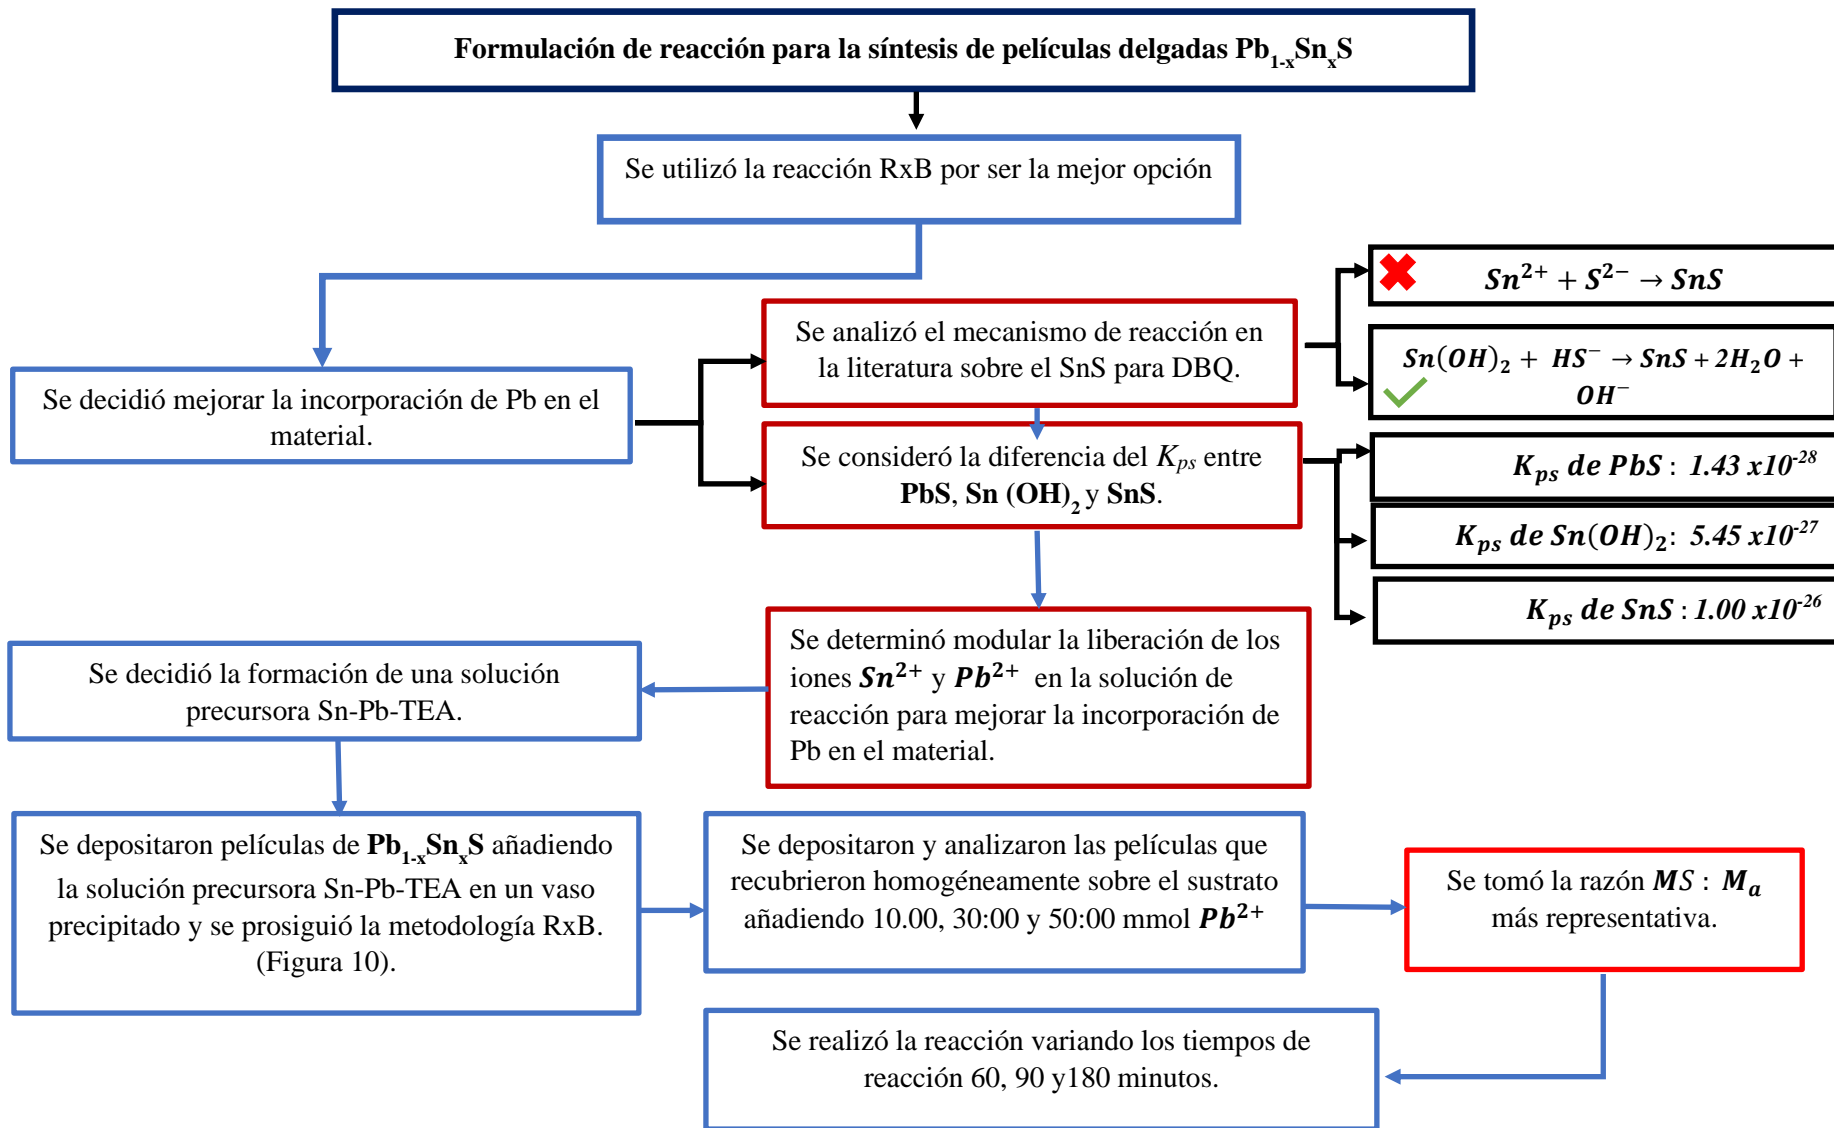 Formulación de reacción para la síntesis de películas delgadas Pb₁₋ₓSnₓS
Se utilizó la reacción RxB por ser la mejor opción
Sn²⁺ + S²⁻ → SnS
Se analizó el mecanismo de reacción en
la literatura sobre el SnS para DBQ.
Sn(OH)₂ + HS⁻ → SnS + 2H₂O +
OH⁻
Se decidió mejorar la incorporación de Pb en el
material.
Se consideró la diferencia del Kₚₛ entre
PbS, Sn (OH)₂ y SnS.
Kₚₛ de PbS : 1.43 x10⁻²⁸
Kₚₛ de Sn(OH)₂: 5.45 x10⁻²⁷
Kₚₛ de SnS : 1.00 x10⁻²⁶
Se determinó modular la liberación de los
iones Sn²⁺ y Pb²⁺ en la solución de
reacción para mejorar la incorporación de
Pb en el material.
Se decidió la formación de una solución
precursora Sn-Pb-TEA.
Se depositaron películas de Pb₁₋ₓSnₓS añadiendo
la solución precursora Sn-Pb-TEA en un vaso
precipitado y se prosiguió la metodología RxB.
(Figura 10).
Se depositaron y analizaron las películas que
recubrieron homogéneamente sobre el sustrato
añadiendo 10.00, 30:00 y 50:00 mmol Pb²⁺
Se tomó la razón MS : Mₐ
más representativa.
Se realizó la reacción variando los tiempos de
reacción 60, 90 y180 minutos.